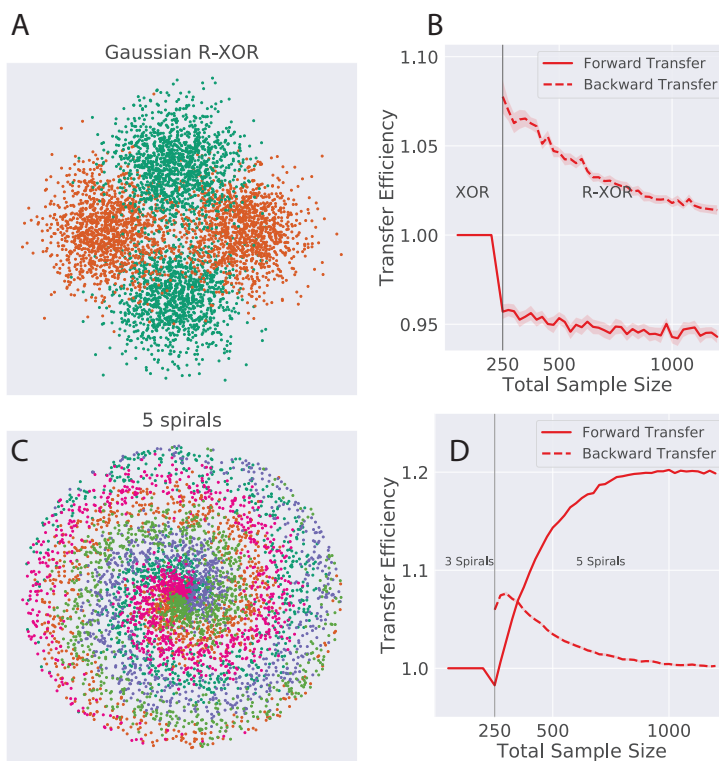 A
Gaussian R-XOR
B
Forward Transfer
Backward Transfer
Transfer Efficiency
1.10
1.05
1.00
0.95
XOR
R-XOR
250
500
1000
Total Sample Size
C
5 spirals
D
Forward Transfer
Backward Transfer
Transfer Efficiency
1.2
1.1
1.0
3 Spirals
5 Spirals
250
500
1000
Total Sample Size